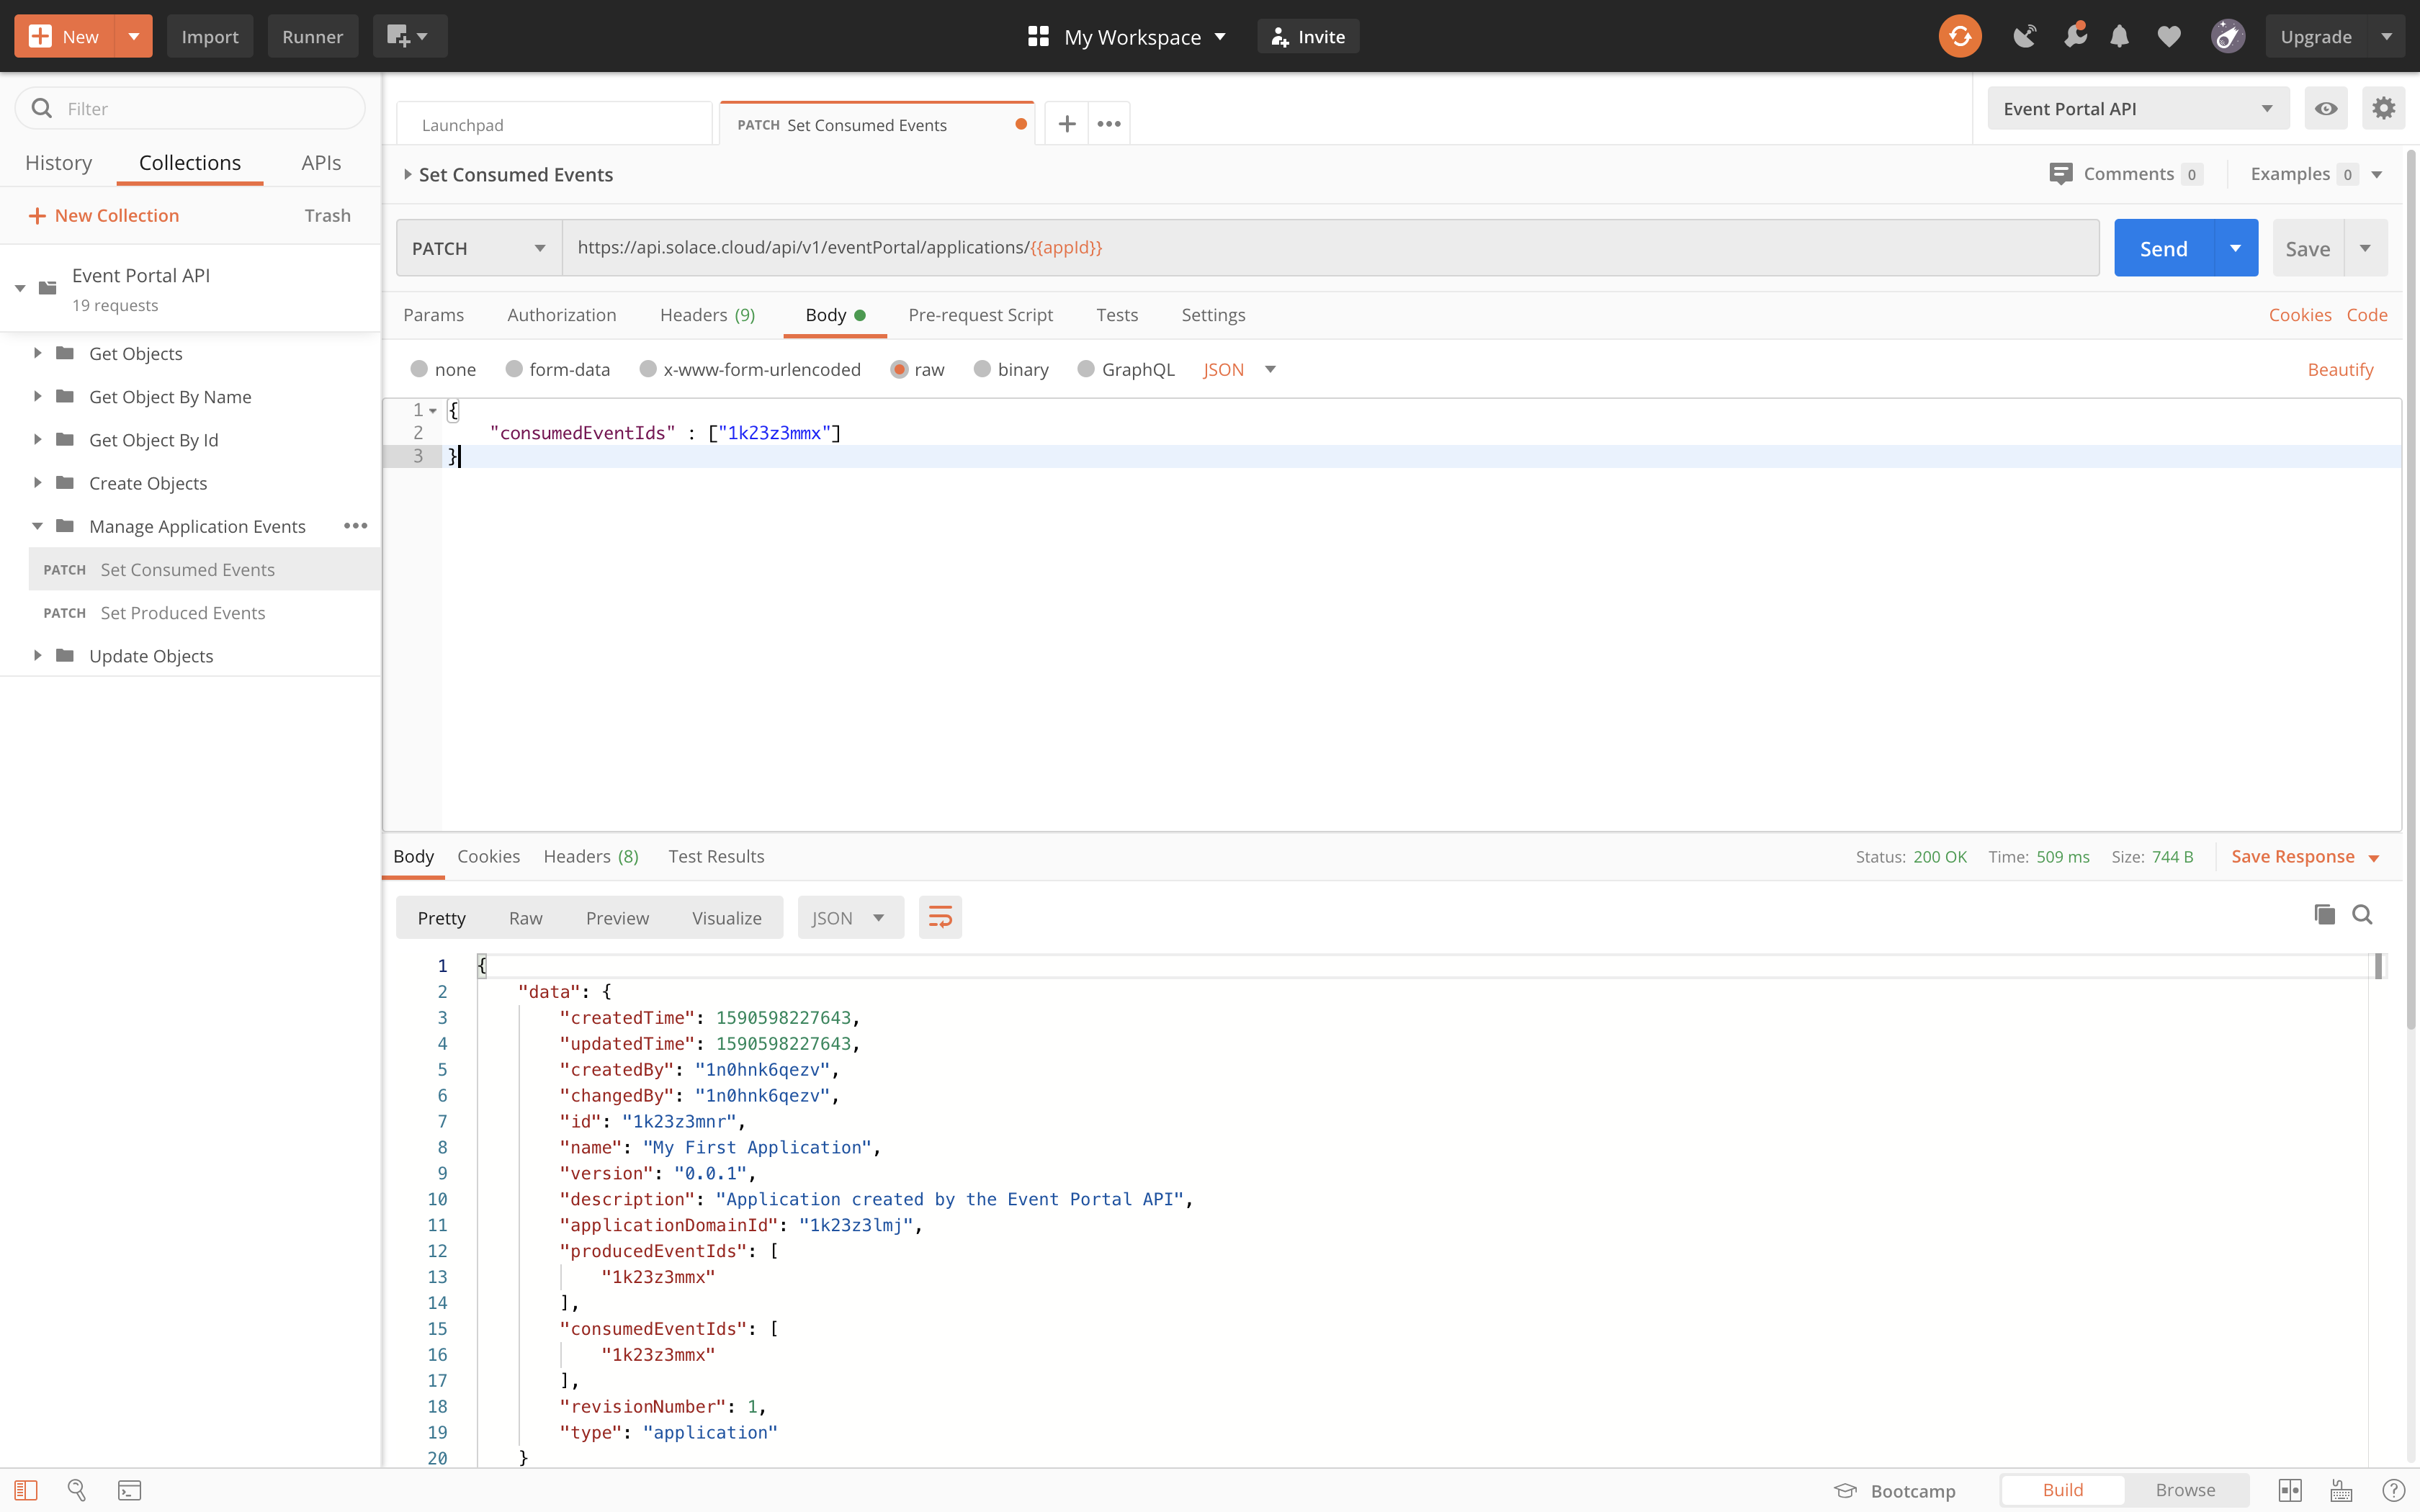 New Import Runner My Workspace Invite Upgrade
Filter
History Collections APIs
New Collection Trash
Event Portal API
19 requests
Get Objects
Get Object By Name
Get Object By Id
Create Objects
Manage Application Events
PATCH Set Consumed Events
PATCH Set Produced Events
Update Objects
Launchpad PATCH Set Consumed Events Event Portal API
Set Consumed Events Comments 0 Examples 0
PATCH https://api.solace.cloud/api/v1/eventPortal/applications/{{appId}} Send Save
Params Authorization Headers (9) Body Pre-request Script Tests Settings Cookies Code
none form-data x-www-form-urlencoded raw binary GraphQL JSON Beautify
1 {
2 "consumedEventIds" : ["1k23z3mmx"]
3 }
Body Cookies Headers (8) Test Results Status: 200 OK Time: 509 ms Size: 744 B Save Response
Pretty Raw Preview Visualize JSON
1 {
2 "data": {
3 "createdTime": 1590598227643,
4 "updatedTime": 1590598227643,
5 "createdBy": "1n0hnk6qezv",
6 "changedBy": "1n0hnk6qezv",
7 "id": "1k23z3mnr",
8 "name": "My First Application",
9 "version": "0.0.1",
10 "description": "Application created by the Event Portal API",
11 "applicationDomainId": "1k23z3lmj",
12 "producedEventIds": [
13 "1k23z3mmx"
14 ],
15 "consumedEventIds": [
16 "1k23z3mmx"
17 ],
18 "revisionNumber": 1,
19 "type": "application"
20 }
Bootcamp Build Browse